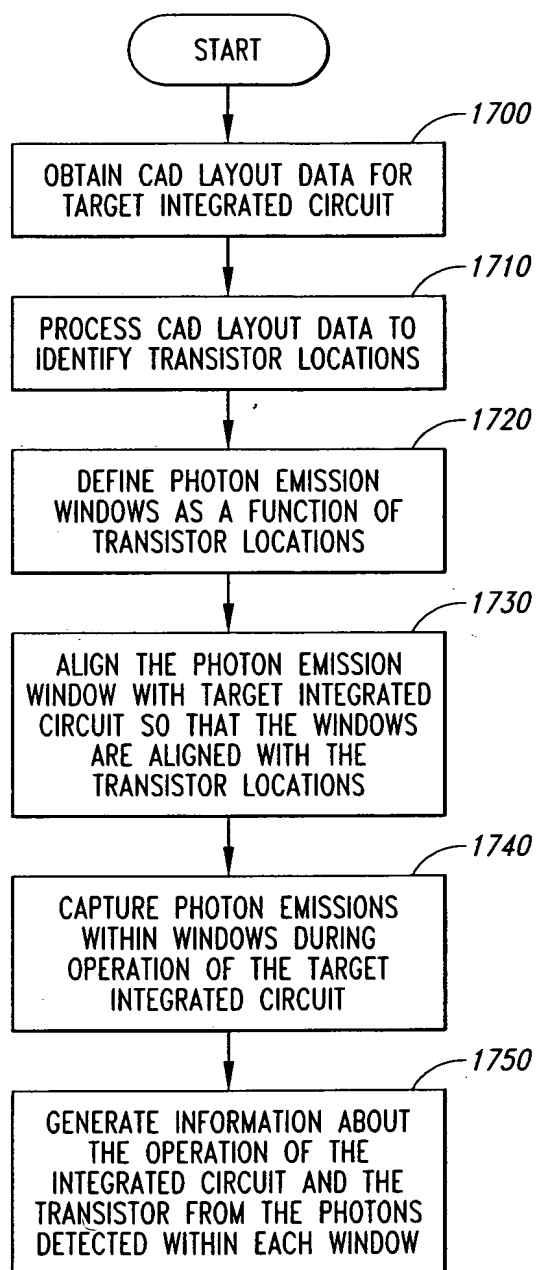 START
1700
OBTAIN CAD LAYOUT DATA FOR
TARGET INTEGRATED CIRCUIT
1710
PROCESS CAD LAYOUT DATA TO
IDENTIFY TRANSISTOR LOCATIONS
1720
DEFINE PHOTON EMISSION
WINDOWS AS A FUNCTION OF
TRANSISTOR LOCATIONS
1730
ALIGN THE PHOTON EMISSION
WINDOW WITH TARGET INTEGRATED
CIRCUIT SO THAT THE WINDOWS
ARE ALIGNED WITH THE
TRANSISTOR LOCATIONS
1740
CAPTURE PHOTON EMISSIONS
WITHIN WINDOWS DURING
OPERATION OF THE TARGET
INTEGRATED CIRCUIT
1750
GENERATE INFORMATION ABOUT
THE OPERATION OF THE
INTEGRATED CIRCUIT AND THE
TRANSISTOR FROM THE PHOTONS
DETECTED WITHIN EACH WINDOW